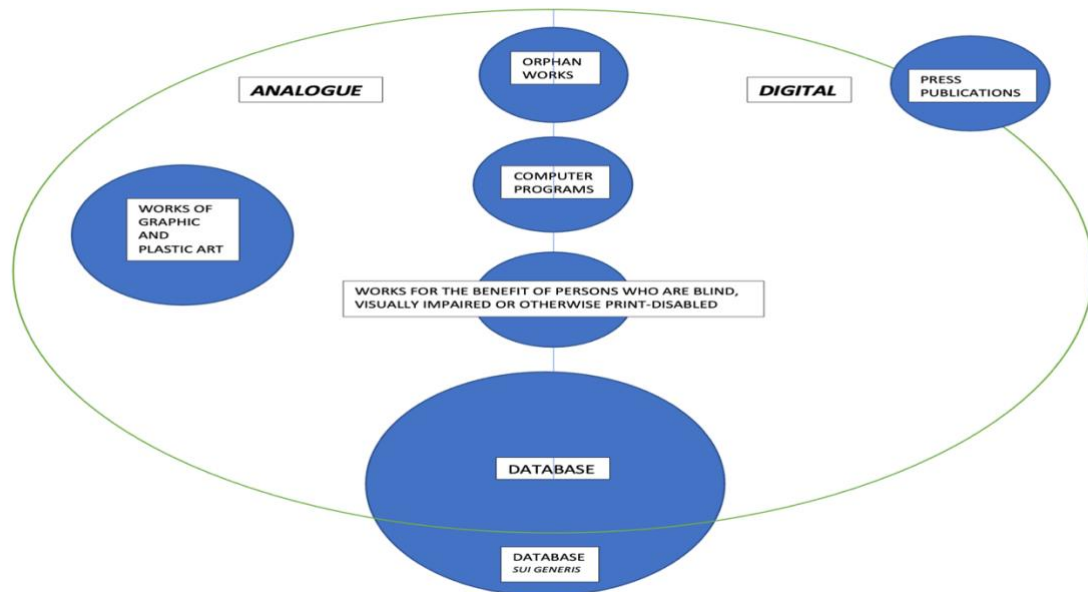 ORPHAN
WORKS
ANALOGUE
DIGITAL
PRESS
PUBLICATIONS
COMPUTER
PROGRAMS
WORKS OF
GRAPHIC
AND
PLASTIC ART
WORKS FOR THE BENEFIT OF PERSONS WHO ARE BLIND,
VISUALLY IMPAIRED OR OTHERWISE PRINT-DISABLED
DATABASE
DATABASE
SUI GENERIS